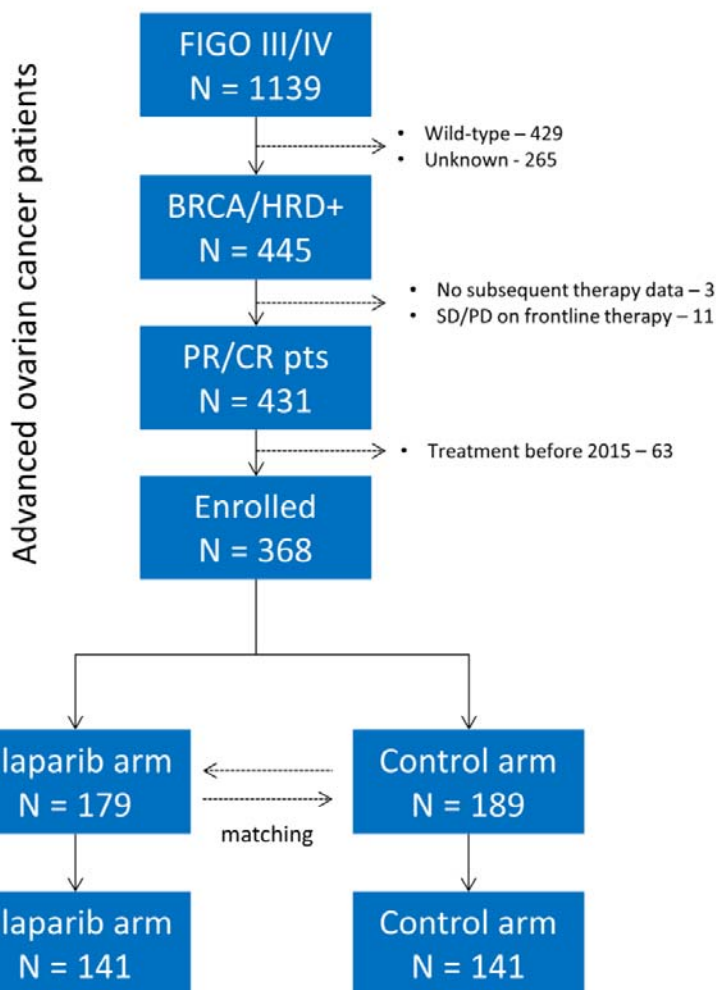 Advanced ovarian cancer patients
FIGO III/IV
N = 1139
• Wild-type – 429
• Unknown - 265
BRCA/HRD+
N = 445
• No subsequent therapy data – 3
• SD/PD on frontline therapy – 11
PR/CR pts
N = 431
• Treatment before 2015 – 63
Enrolled
N = 368
laparib arm
N = 179
matching
Control arm
N = 189
laparib arm
N = 141
Control arm
N = 141